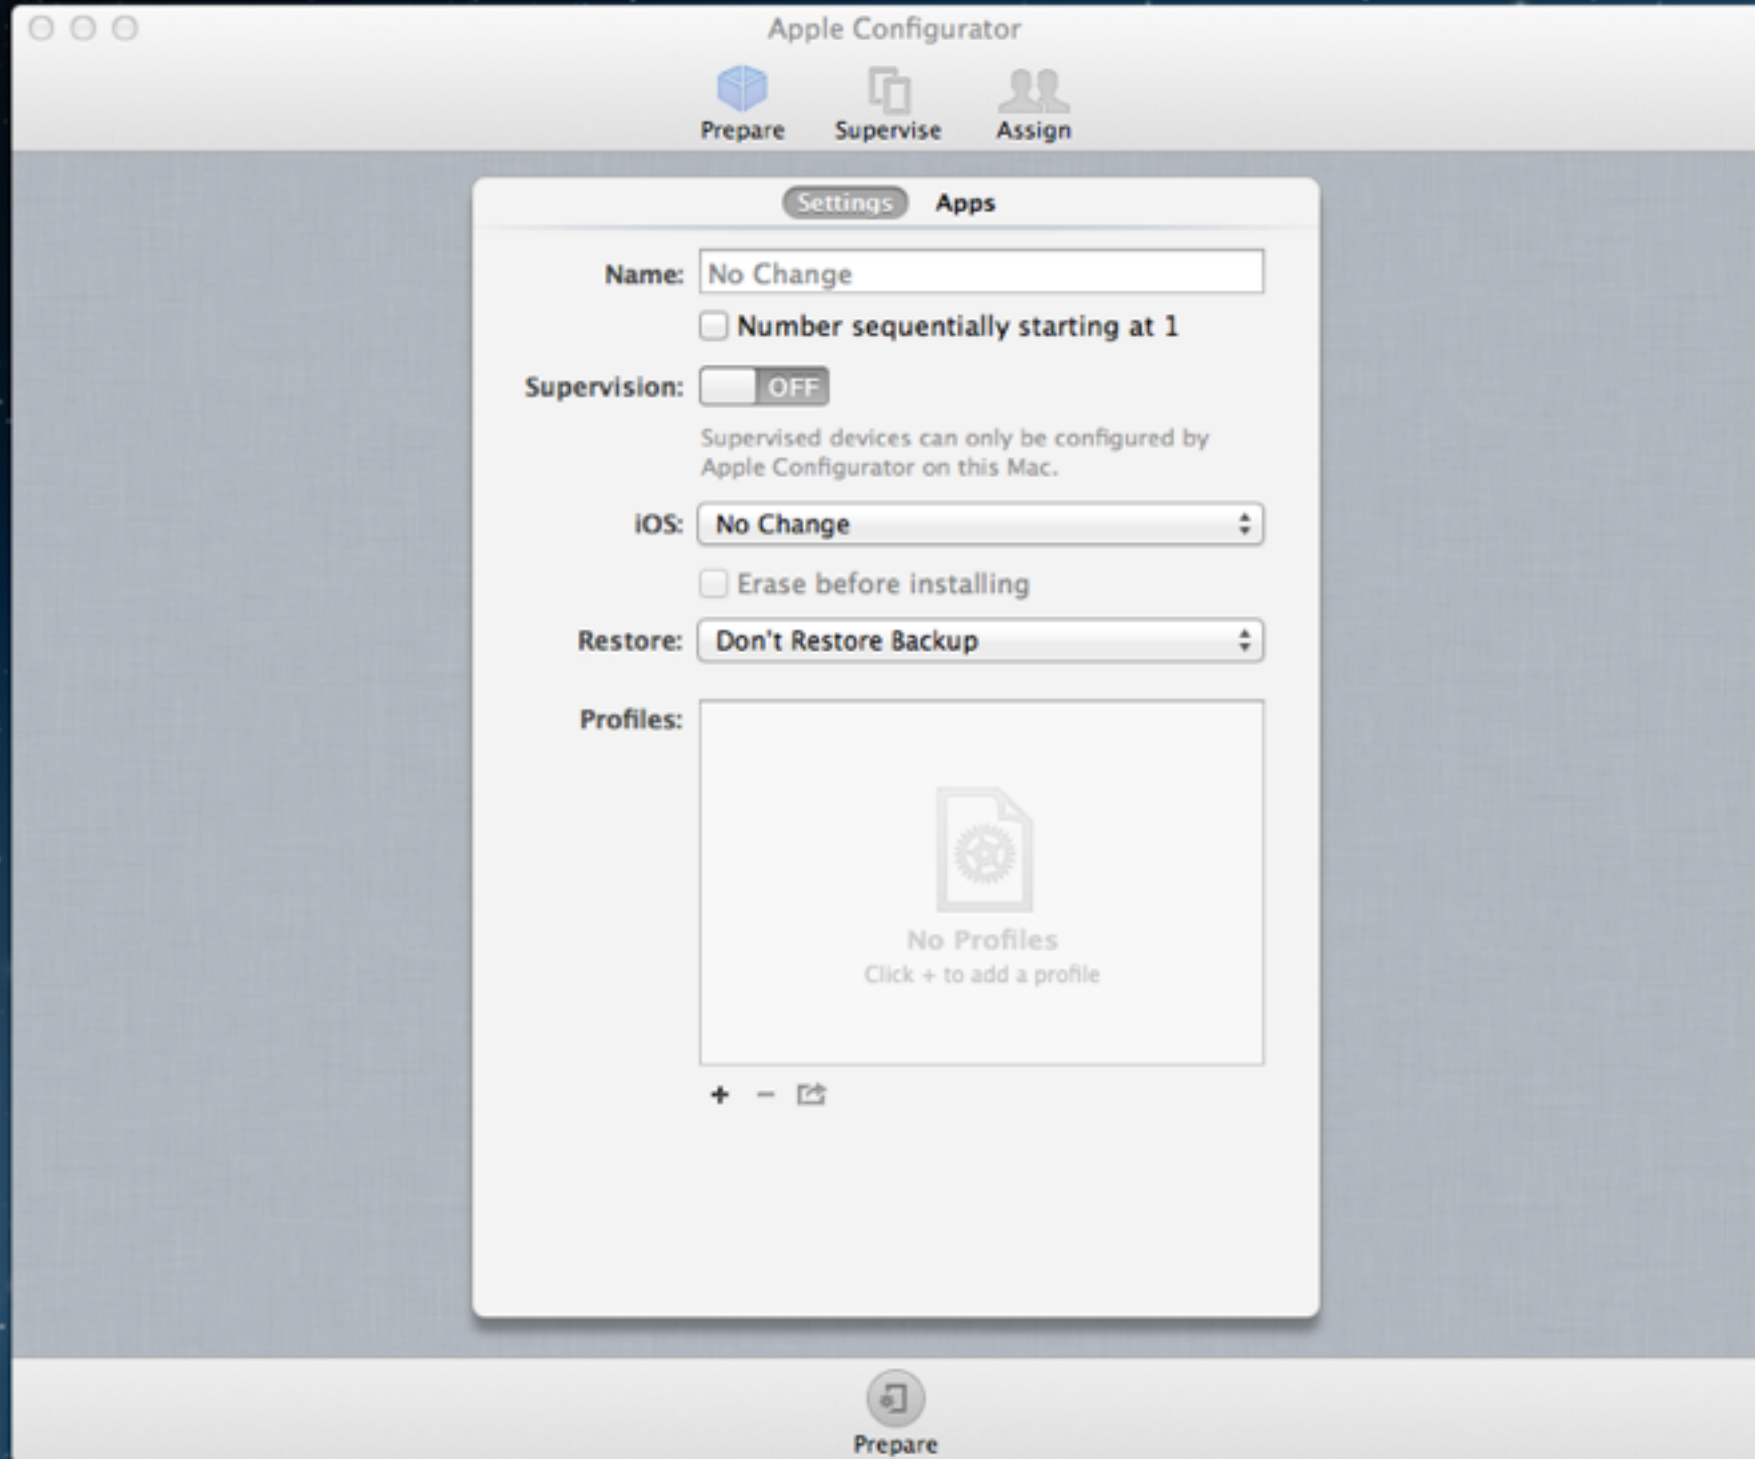 Apple Configurator
Prepare Supervise Assign
Settings Apps
Name: No Change
Number sequentially starting at 1
Supervision: OFF
Supervised devices can only be configured by
Apple Configurator on this Mac.
iOS: No Change
Erase before installing
Restore: Don't Restore Backup
Profiles:
No Profiles
Click + to add a profile
Prepare